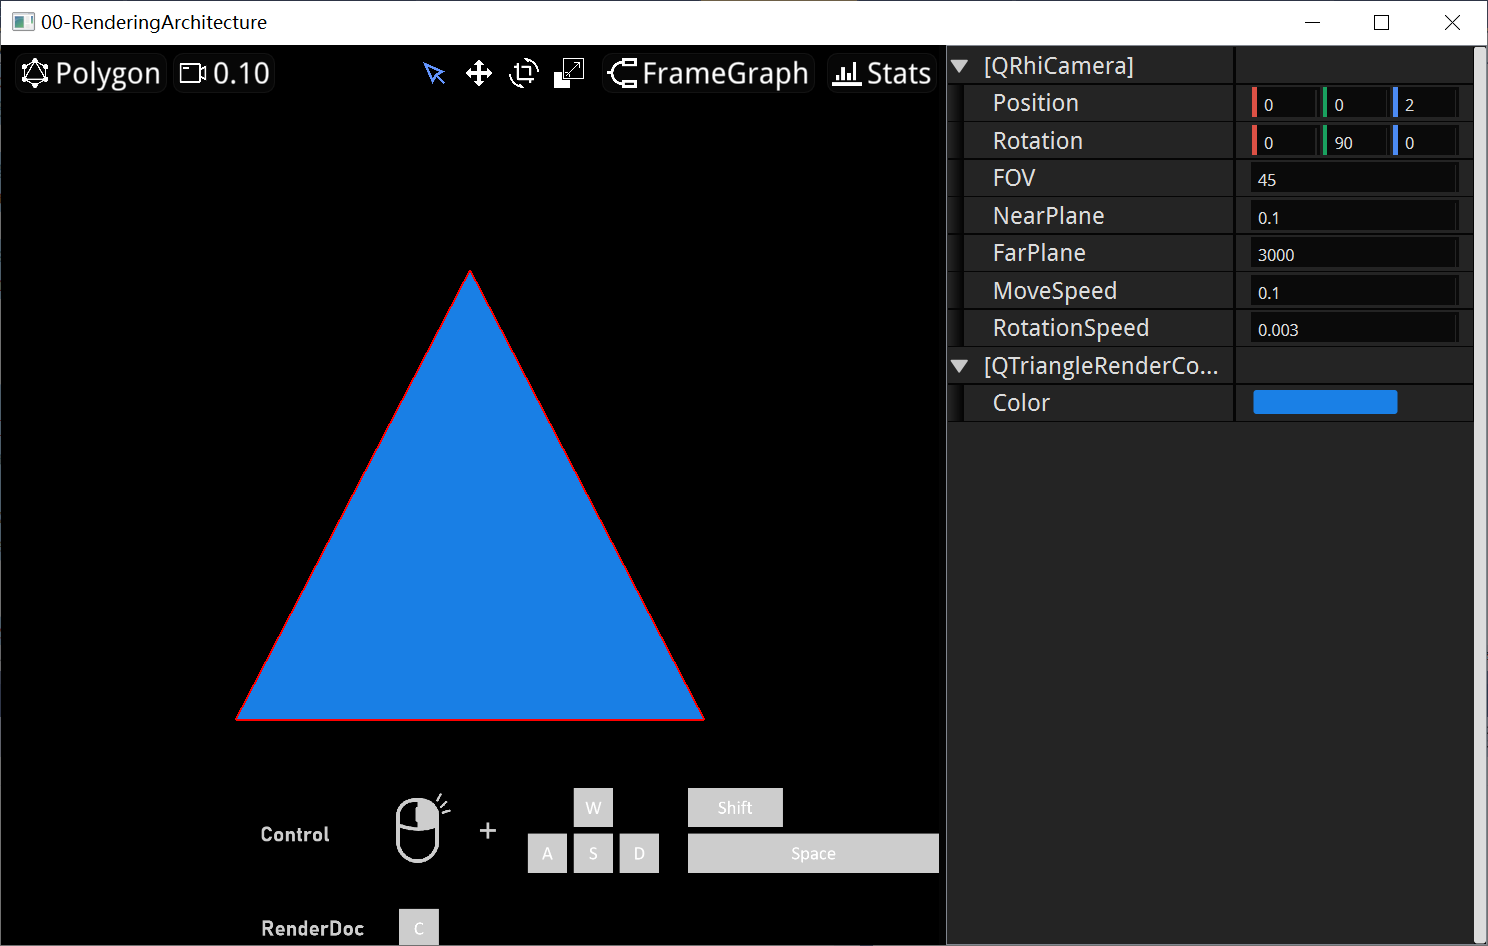 00-RenderingArchitecture
Polygon 0.10 FrameGraph Stats
[QRhiCamera]
Position 0 0 2
Rotation 0 90 0
FOV 45
NearPlane 0.1
FarPlane 3000
MoveSpeed 0.1
RotationSpeed 0.003
[QTriangleRenderCo...
Color
W Shift
Control + A S D Space
RenderDoc C